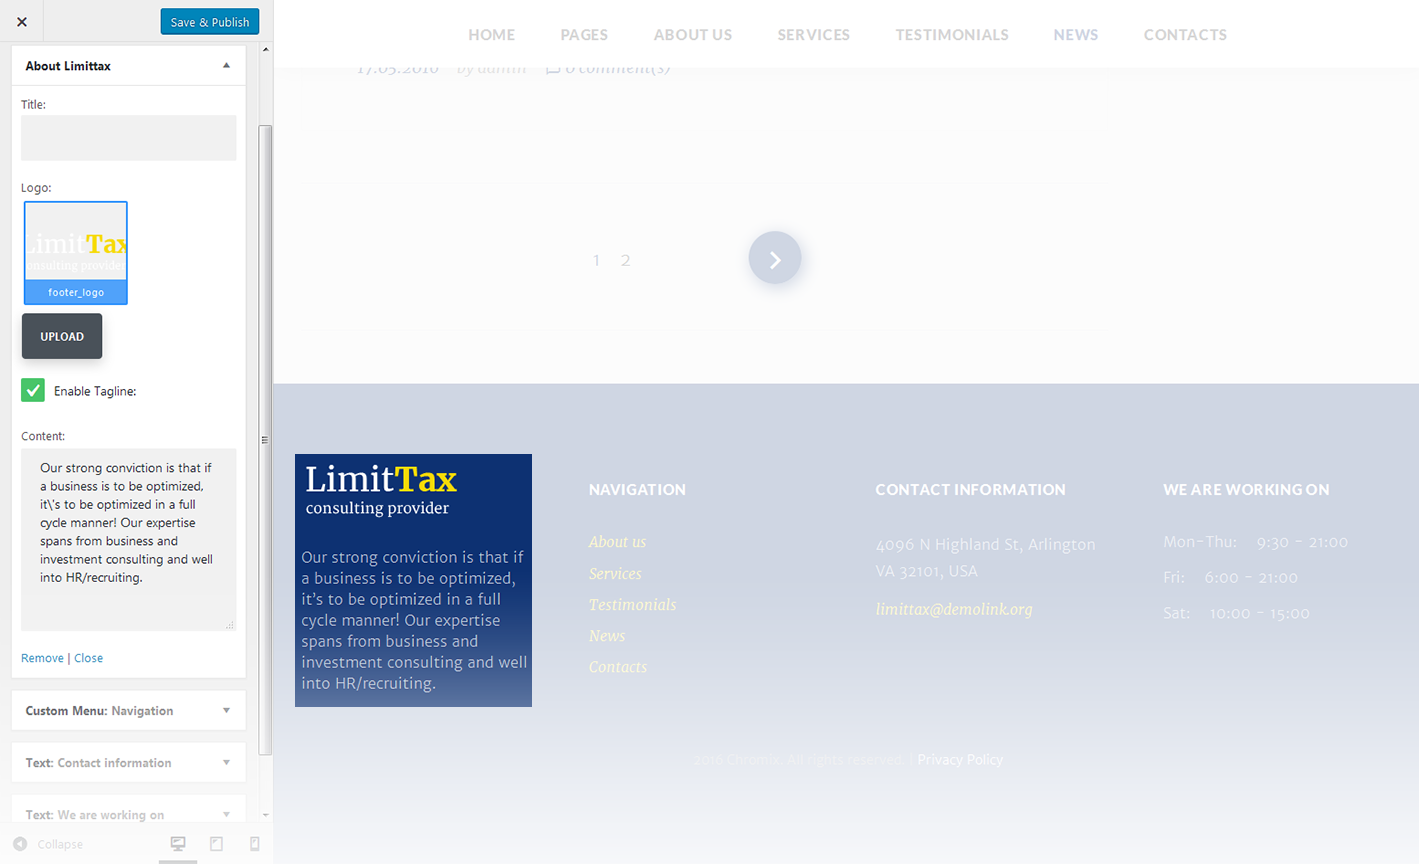 Save & Publish
About Limittax
Title:
Logo:
LimitTax
consulting provider
footer_logo
UPLOAD
Enable Tagline:
Content:
Our strong conviction is that if
a business is to be optimized,
it\'s to be optimized in a full
cycle manner! Our expertise
spans from business and
investment consulting and well
into HR/recruiting.
Remove | Close
Custom Menu: Navigation
Text: Contact information
Text: We are working on
Collapse
HOME PAGES ABOUT US SERVICES TESTIMONIALS NEWS CONTACTS
17.05.2016 by admin 0 comment(s)
1 2
LimitTax
consulting provider
Our strong conviction is that if
a business is to be optimized,
it’s to be optimized in a full
cycle manner! Our expertise
spans from business and
investment consulting and well
into HR/recruiting.
NAVIGATION
About us
Services
Testimonials
News
Contacts
CONTACT INFORMATION
4096 N Highland St, Arlington
VA 32101, USA
limittax@demolink.org
WE ARE WORKING ON
Mon-Thu: 9:30 - 21:00
Fri: 6:00 - 21:00
Sat: 10:00 - 15:00
2016 All rights reserved. | Privacy Policy